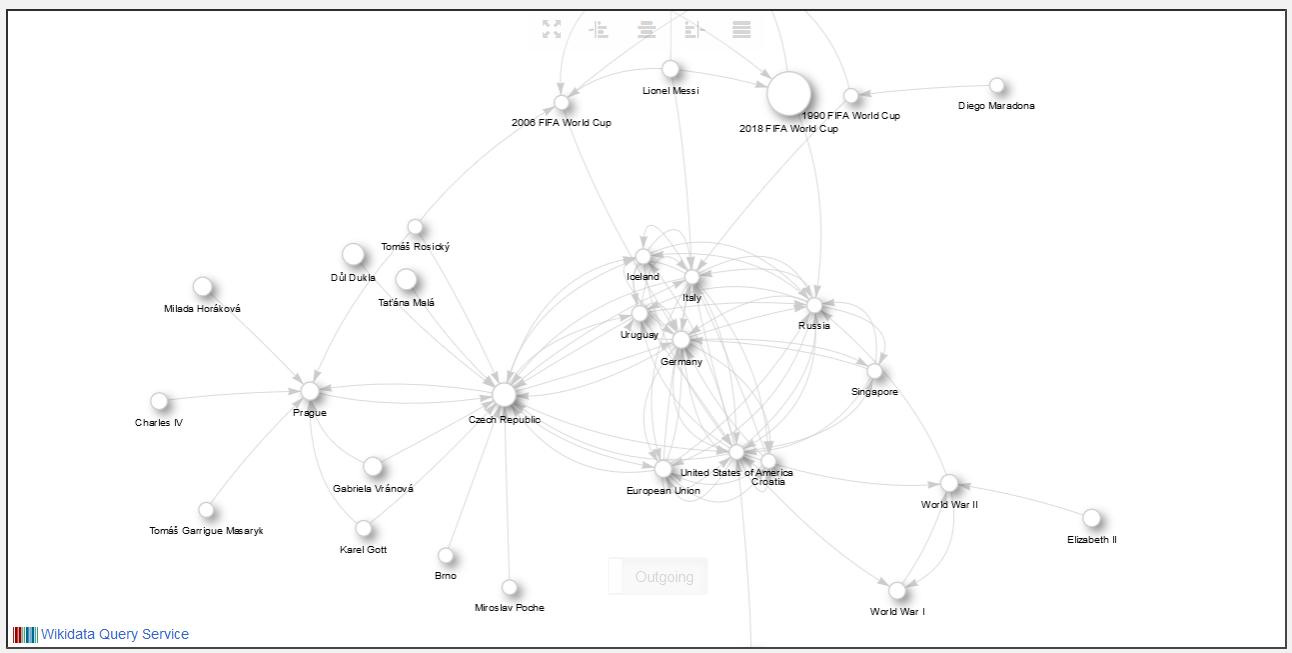 Lionel Messi
Diego Maradona
2006 FIFA World Cup
1990 FIFA World Cup
2018 FIFA World Cup
Tomáš Rosický
Důl Dukla
Iceland
Taťána Malá
Italy
Milada Horáková
Russia
Uruguay
Germany
Singapore
Prague
Charles IV
Czech Republic
United States of America
Croatia
Gabriela Vránová
European Union
World War II
Tomáš Garrigue Masaryk
Elizabeth II
Karel Gott
Brno
Outgoing
Miroslav Poche
World War I
Wikidata Query Service